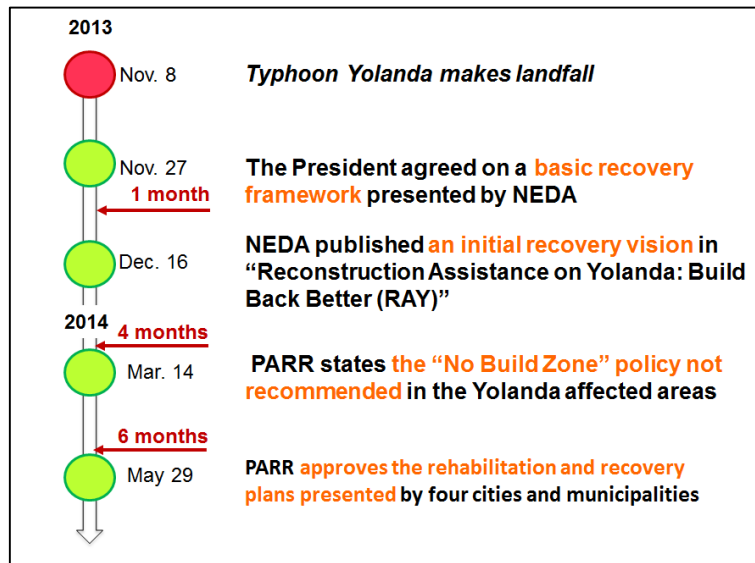 2013
Nov. 8
Typhoon Yolanda makes landfall
Nov. 27
The President agreed on a basic recovery
framework presented by NEDA
1 month
Dec. 16
NEDA published an initial recovery vision in
“Reconstruction Assistance on Yolanda: Build
Back Better (RAY)”
2014
4 months
Mar. 14
PARR states the “No Build Zone” policy not
recommended in the Yolanda affected areas
6 months
May 29
PARR approves the rehabilitation and recovery
plans presented by four cities and municipalities